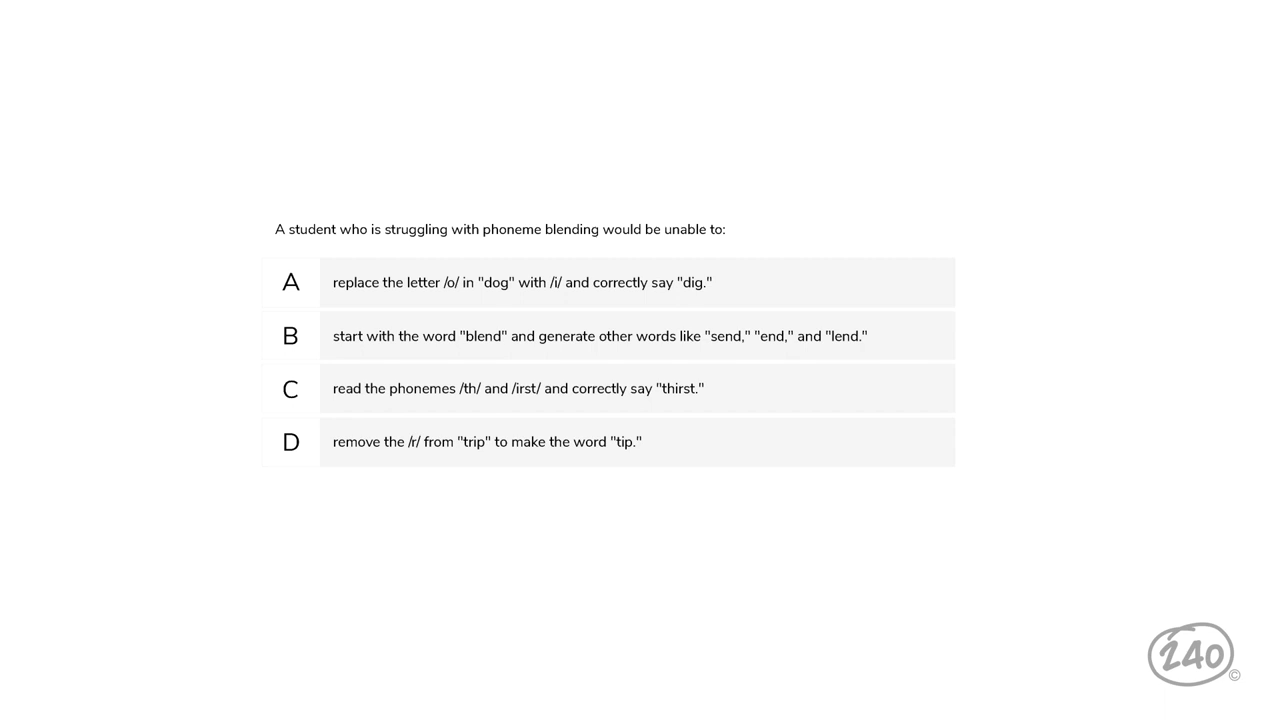 A student who is struggling with phoneme blending would be unable to:
A replace the letter /o/ in "dog" with /i/ and correctly say "dig."
B start with the word "blend" and generate other words like "send," "end," and "lend."
C read the phonemes /th/ and /irst/ and correctly say "thirst."
D remove the /r/ from "trip" to make the word "tip."
240 ©